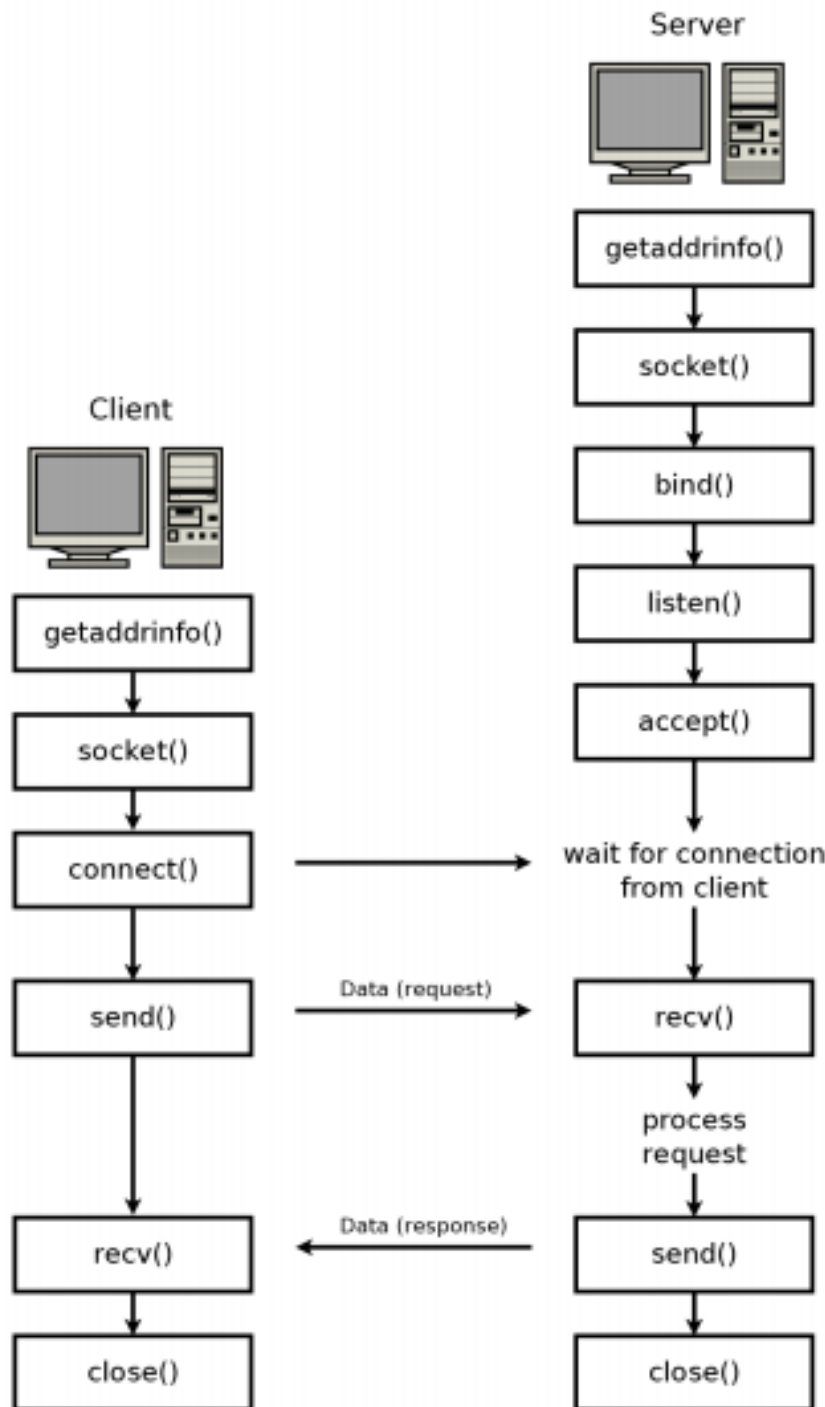 Server
getaddrinfo()
socket()
bind()
listen()
accept()
wait for connection
from client
recv()
process
request
send()
close()
Client
getaddrinfo()
socket()
connect()
send()
recv()
close()
Data (request)
Data (response)